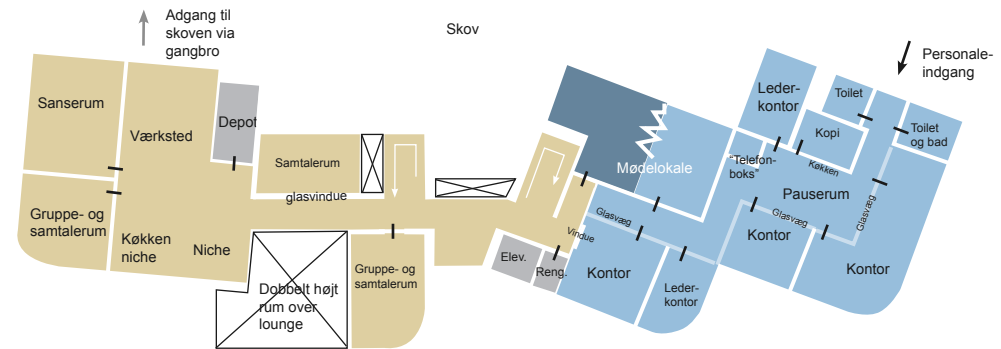 Adgang til
skoven via
gangbro
Skov
Personale-
indgang
Sanserum
Værksted
Depot
Samtalerum
glasvindue
Gruppe- og
samtalerum
Køkken
niche
Niche
Dobbelt højt
rum over
lounge
Gruppe- og
samtalerum
Elev.
Reng.
Vindue
Glasvæg
Kontor
Leder-
kontor
Mødelokale
"Telefon-
boks"
Leder-
kontor
Toilet
Kopi
Køkken
Toilet
og bad
Pauserum
Glasvæg
Glasvæg
Kontor
Kontor